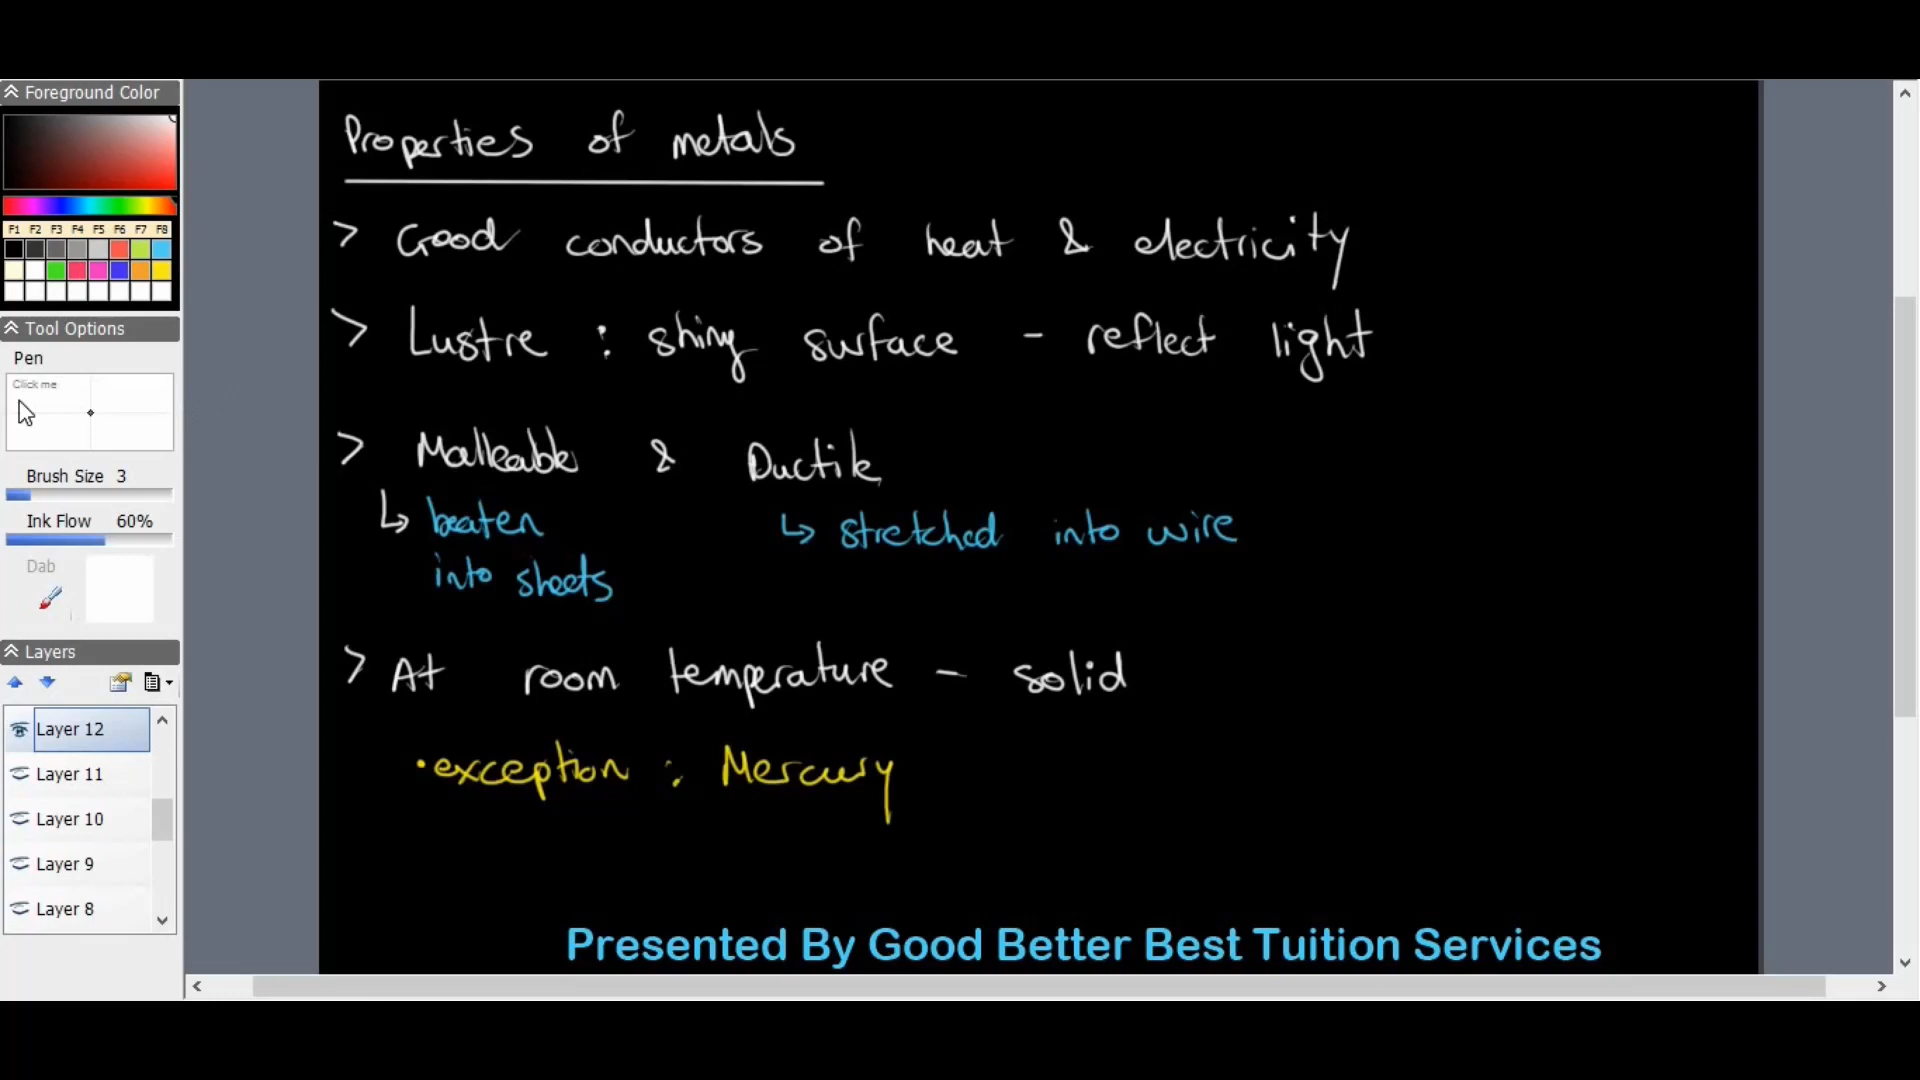 Foreground Color
F1 F2 F3 F4 F5 F6 F7 F8
Tool Options
Pen
Click me
Brush Size 3
Ink Flow 60%
Dab
Layers
Layer 12
Layer 11
Layer 10
Layer 9
Layer 8
Properties of metals
> Good conductors of heat & electricity
> Lustre : shiny surface - reflect light
> Malleable & Ductile
↳ beaten ↳ stretched into wire
into sheets
> At room temperature - solid
• exception : Mercury
Presented By Good Better Best Tuition Services